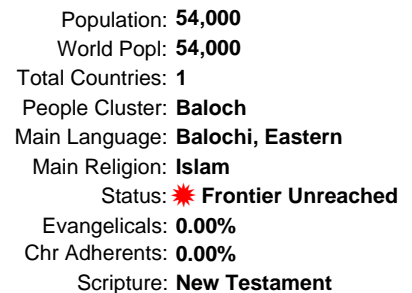 Population: 54,000
World Popl: 54,000
Total Countries: 1
People Cluster: Baloch
Main Language: Balochi, Eastern
Main Religion: Islam
Status: Frontier Unreached
Evangelicals: 0.00%
Chr Adherents: 0.00%
Scripture: New Testament